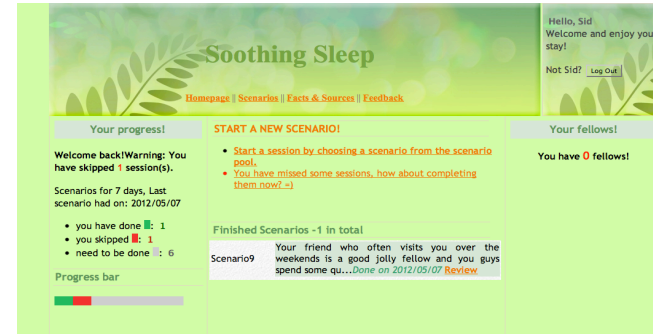 Hello, Sid
Welcome and enjoy you
stay!
Not Sid? Log Out
Soothing Sleep
Homepage || Scenarios || Facts & Sources || Feedback
Your progress!
Welcome back!Warning: You
have skipped 1 session(s).
Scenarios for 7 days, Last
scenario had on: 2012/05/07
• you have done : 1
• you skipped : 1
• need to be done : 6
Progress bar
START A NEW SCENARIO!
• Start a session by choosing a scenario from the scenario
pool.
• You have missed some sessions, how about completing
them now? =)
Finished Scenarios -1 in total
Scenario9
Your friend who often visits you over the
weekends is a good jolly fellow and you guys
spend some qu...Done on 2012/05/07 Review
Your fellows!
You have 0 fellows!